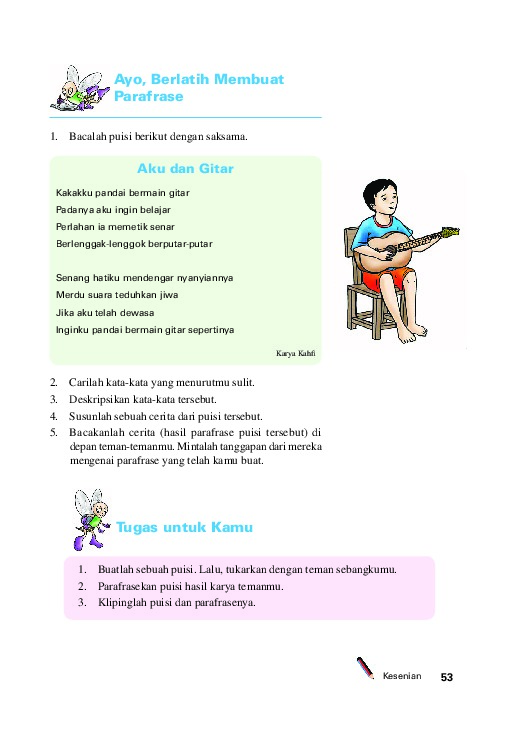 Ayo, Berlatih Membuat
Parafrase
1. Bacalah puisi berikut dengan saksama.
Aku dan Gitar
Kakakku pandai bermain gitar
Padanya aku ingin belajar
Perlahan ia memetik senar
Berlenggak-lenggok berputar-putar
Senang hatiku mendengar nyanyiannya
Merdu suara teduhkan jiwa
Jika aku telah dewasa
Inginku pandai bermain gitar sepertinya
Karya Kahfi
2. Carilah kata-kata yang menurutmu sulit.
3. Deskripsikan kata-kata tersebut.
4. Susunlah sebuah cerita dari puisi tersebut.
5. Bacakanlah cerita (hasil parafrase puisi tersebut) di
depan teman-temanmu. Mintalah tanggapan dari mereka
mengenai parafrase yang telah kamu buat.
Tugas untuk Kamu
1. Buatlah sebuah puisi. Lalu, tukarkan dengan teman sebangkumu.
2. Parafrasekan puisi hasil karya temanmu.
3. Klipinglah puisi dan parafrasenya.
Kesenian 53